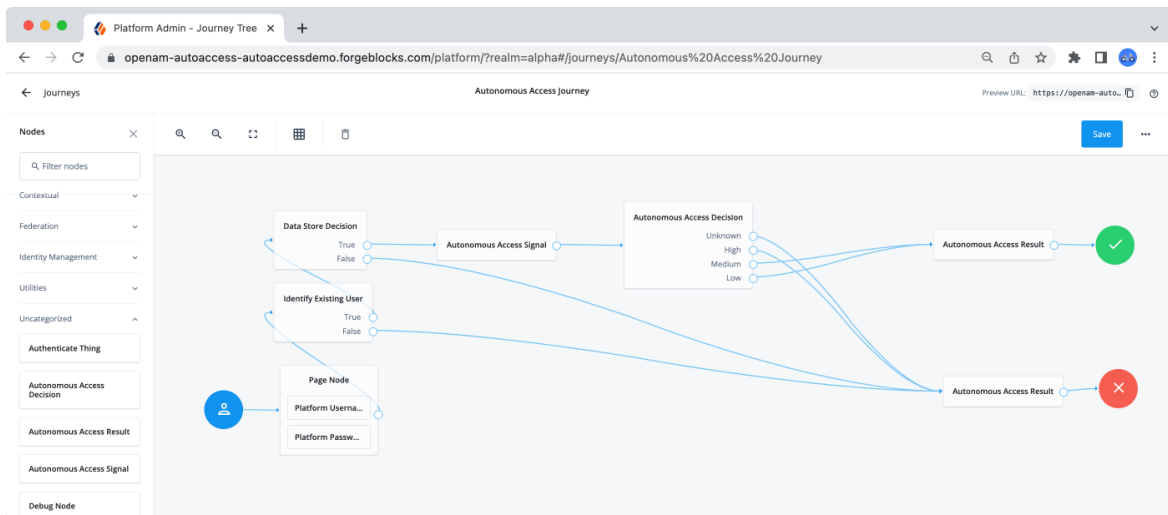 Platform Admin - Journey Tree
openam-autoaccess-autoaccessdemo.forgeblocks.com/platform/?realm=alpha#/journeys/Autonomous%20Access%20Journey
Journeys
Autonomous Access Journey
Preview URL: https://openam-auto…
Nodes
Save
Filter nodes
Contextual
Federation
Identity Management
Utilities
Uncategorized
Authenticate Thing
Autonomous Access
Decision
Autonomous Access Result
Autonomous Access Signal
Debug Node
Data Store Decision
True
False
Identify Existing User
True
False
Page Node
Platform Userna...
Platform Passw...
Autonomous Access Signal
Autonomous Access Decision
Unknown
High
Medium
Low
Autonomous Access Result
Autonomous Access Result